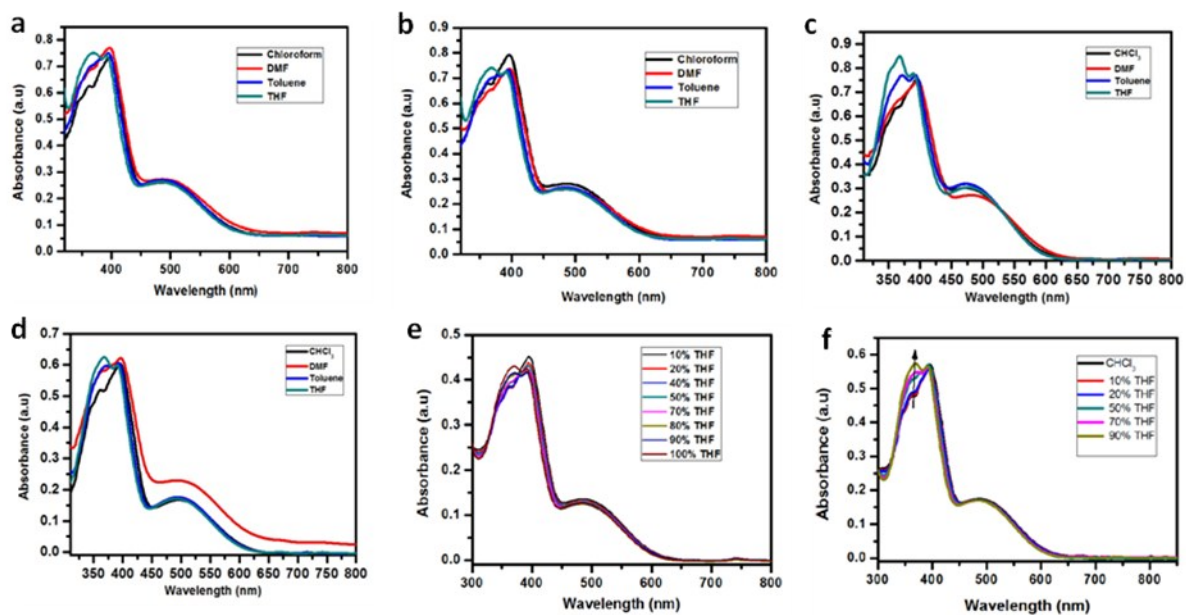 a
0.8
0.7
0.6
0.5
0.4
0.3
0.2
0.1
0.0
Absorbance (a.u)
Chloroform
DMF
Toluene
THF
400 500 600 700 800
Wavelength (nm)
b
0.9
0.8
0.7
0.6
0.5
0.4
0.3
0.2
0.1
0.0
Absorbance (a.u)
Chloroform
DMF
Toluene
THF
400 500 600 700 800
Wavelength (nm)
c
0.9
0.8
0.7
0.6
0.5
0.4
0.3
0.2
0.1
0.0
Absorbance (a.u)
CHCl3
DMF
Toluene
THF
350 400 450 500 550 600 650 700 750 800
Wavelength (nm)
d
0.7
0.6
0.5
0.4
0.3
0.2
0.1
0.0
Absorbance (a.u)
CHCl3
DMF
Toluene
THF
350 400 450 500 550 600 650 700 750 800
Wavelength (nm)
e
0.5
0.4
0.3
0.2
0.1
0.0
Absorbance (a.u)
10% THF
20% THF
40% THF
50% THF
70% THF
80% THF
90% THF
100% THF
300 400 500 600 700 800
Wavelength (nm)
f
0.6
0.5
0.4
0.3
0.2
0.1
0.0
Absorbance (a.u)
CHCl3
10% THF
20% THF
50% THF
70% THF
90% THF
300 400 500 600 700 800
Wavelength (nm)